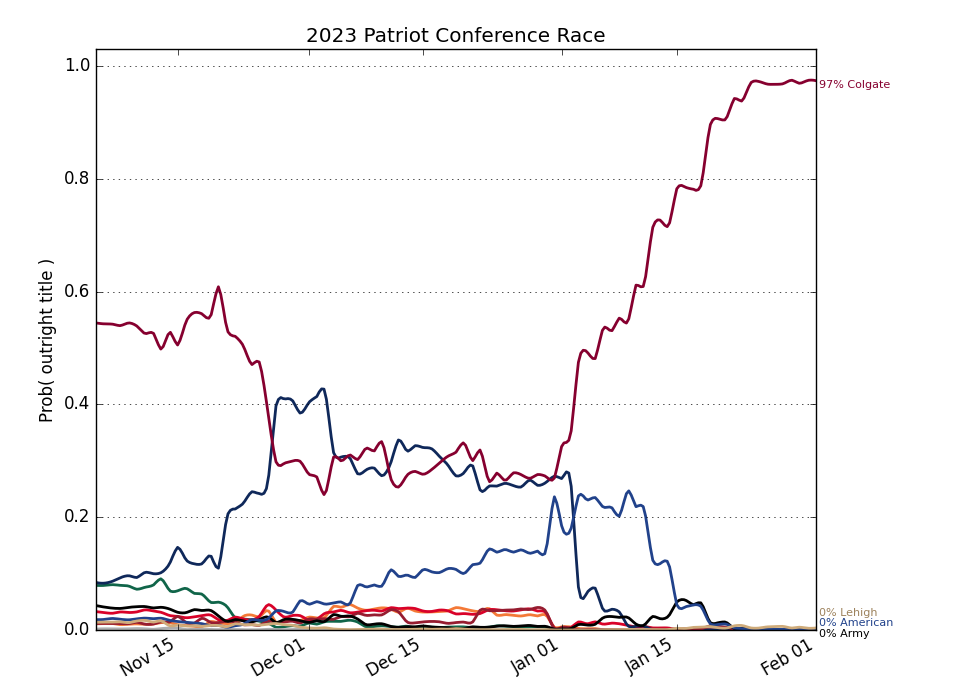 2023 Patriot Conference Race
Prob( outright title )
1.0
0.8
0.6
0.4
0.2
0.0
97% Colgate
0% Lehigh
0% American
0% Army
Nov 15
Dec 01
Dec 15
Jan 01
Jan 15
Feb 01